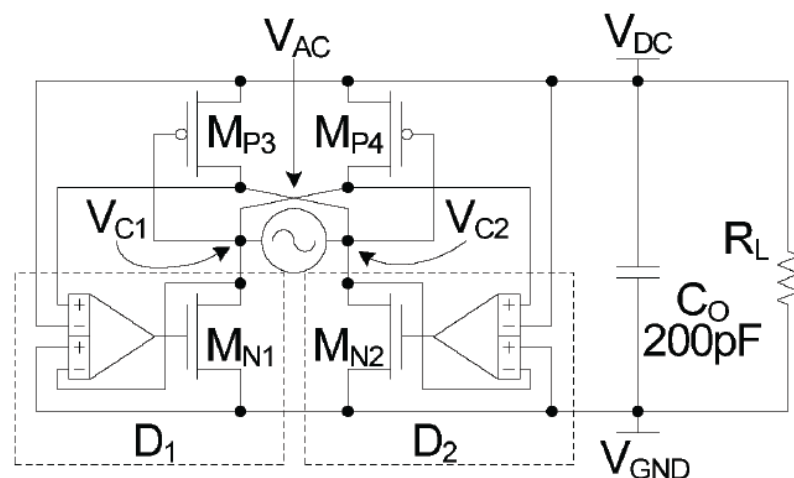 V_AC
V_DC
M_P3
M_P4
V_C1
V_C2
R_L
+
−
+
−
M_N1
M_N2
+
−
+
−
C_O
200pF
D_1
D_2
V_GND